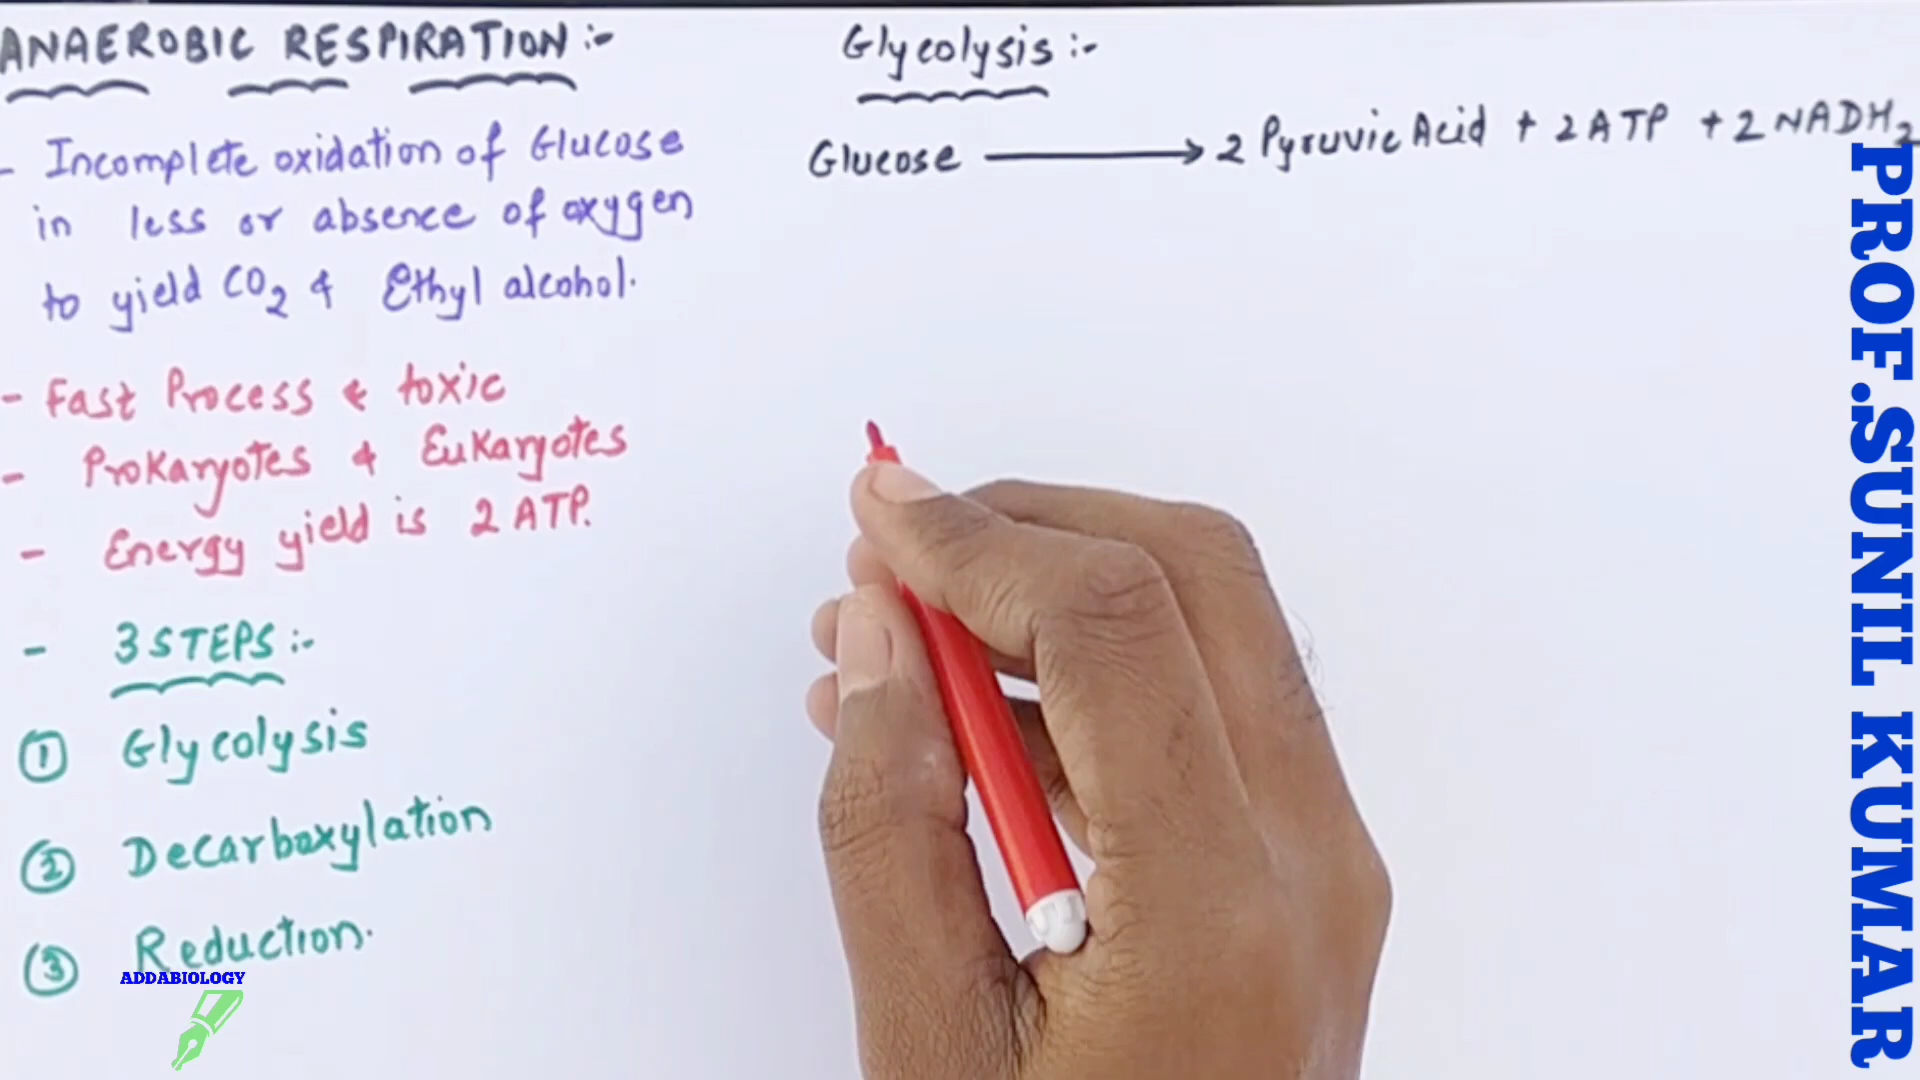 ANAEROBIC RESPIRATION :-
- Incomplete oxidation of Glucose
in less or absence of oxygen
to yield CO₂ & Ethyl alcohol.
- Fast Process & toxic
- Prokaryotes & Eukaryotes
- Energy yield is 2 ATP.
- 3 STEPS :-
① Glycolysis
② Decarboxylation
③ Reduction.
ADDABIOLOGY
Glycolysis :-
Glucose ⟶ 2 Pyruvic Acid + 2 ATP + 2 NADH₂
PROF.SUNIL KUMAR